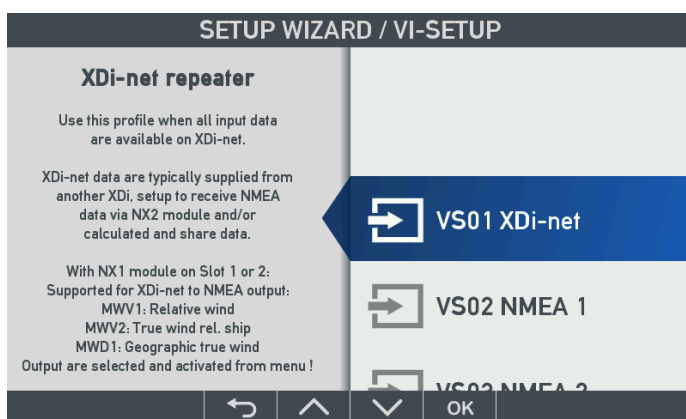 SETUP WIZARD / VI-SETUP
XDi-net repeater
Use this profile when all input data
are available on XDi-net.
XDi-net data are typically supplied from
another XDi, setup to receive NMEA
data via NX2 module and/or
calculated and share data.
With NX1 module on Slot 1 or 2:
Supported for XDi-net to NMEA output:
MWV1: Relative wind
MWV2: True wind rel. ship
MWD1: Geographic true wind
Output are selected and activated from menu !
VS01 XDi-net
VS02 NMEA 1
VS03 NMEA 2
OK